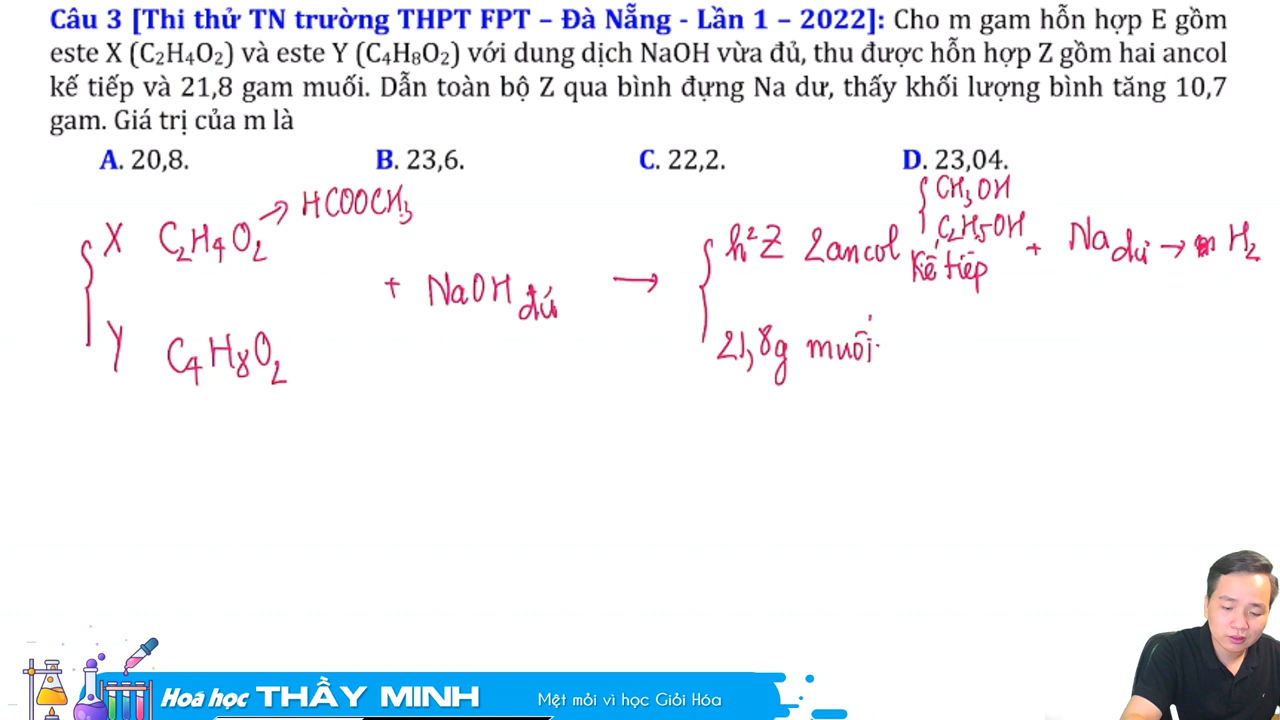 Câu 3 [Thi thử TN trường THPT FPT – Đà Nẵng - Lần 1 – 2022]: Cho m gam hỗn hợp E gồm
este X (C₂H₄O₂) và este Y (C₄H₈O₂) với dung dịch NaOH vừa đủ, thu được hỗn hợp Z gồm hai ancol
kế tiếp và 21,8 gam muối. Dẫn toàn bộ Z qua bình đựng Na dư, thấy khối lượng bình tăng 10,7
gam. Giá trị của m là
A. 20,8. B. 23,6. C. 22,2. D. 23,04.
X C₂H₄O₂ → HCOOCH₃
Y C₄H₈O₂
+ NaOH đủ →
h² Z 2 ancol kế tiếp
CH₃OH
C₂H₅OH
+ Na dư → H₂
21,8g muối
Hoá học THẦY MINH
Mệt mỏi vì học Giỏi Hóa